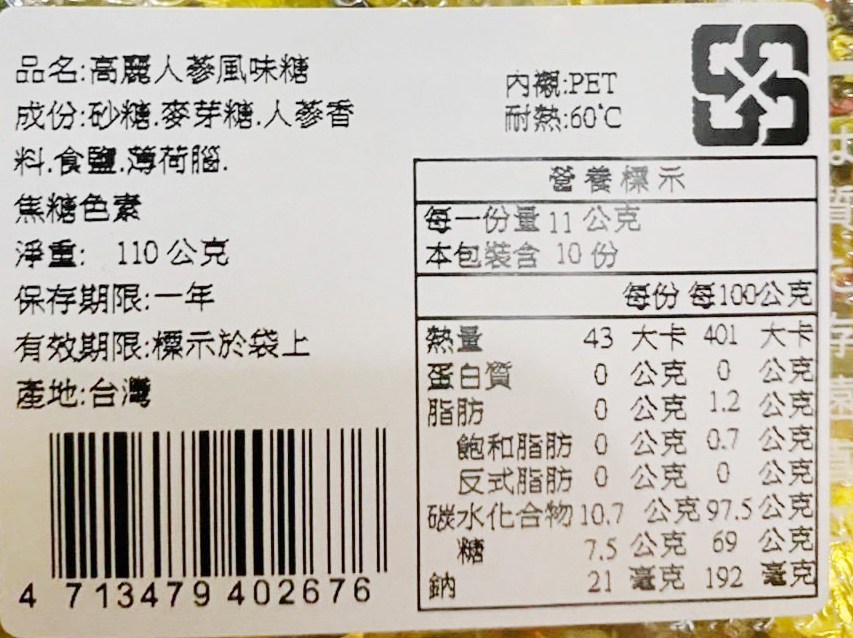 品名:高麗人蔘風味糖
成份:砂糖.麥芽糖.人蔘香
料.食鹽.薄荷腦.
焦糖色素
淨重: 110公克
保存期限:一年
有效期限:標示於袋上
產地:台灣
4 713479 402676
內襯:PET
耐熱:60℃
營養標示
每一份量 11 公克
本包裝含 10 份
每份 每100公克
熱量 43 大卡 401 大卡
蛋白質 0 公克 0 公克
脂肪 0 公克 1.2 公克
飽和脂肪 0 公克 0.7 公克
反式脂肪 0 公克 0 公克
碳水化合物 10.7 公克 97.5 公克
糖 7.5 公克 69 公克
鈉 21 毫克 192 毫克